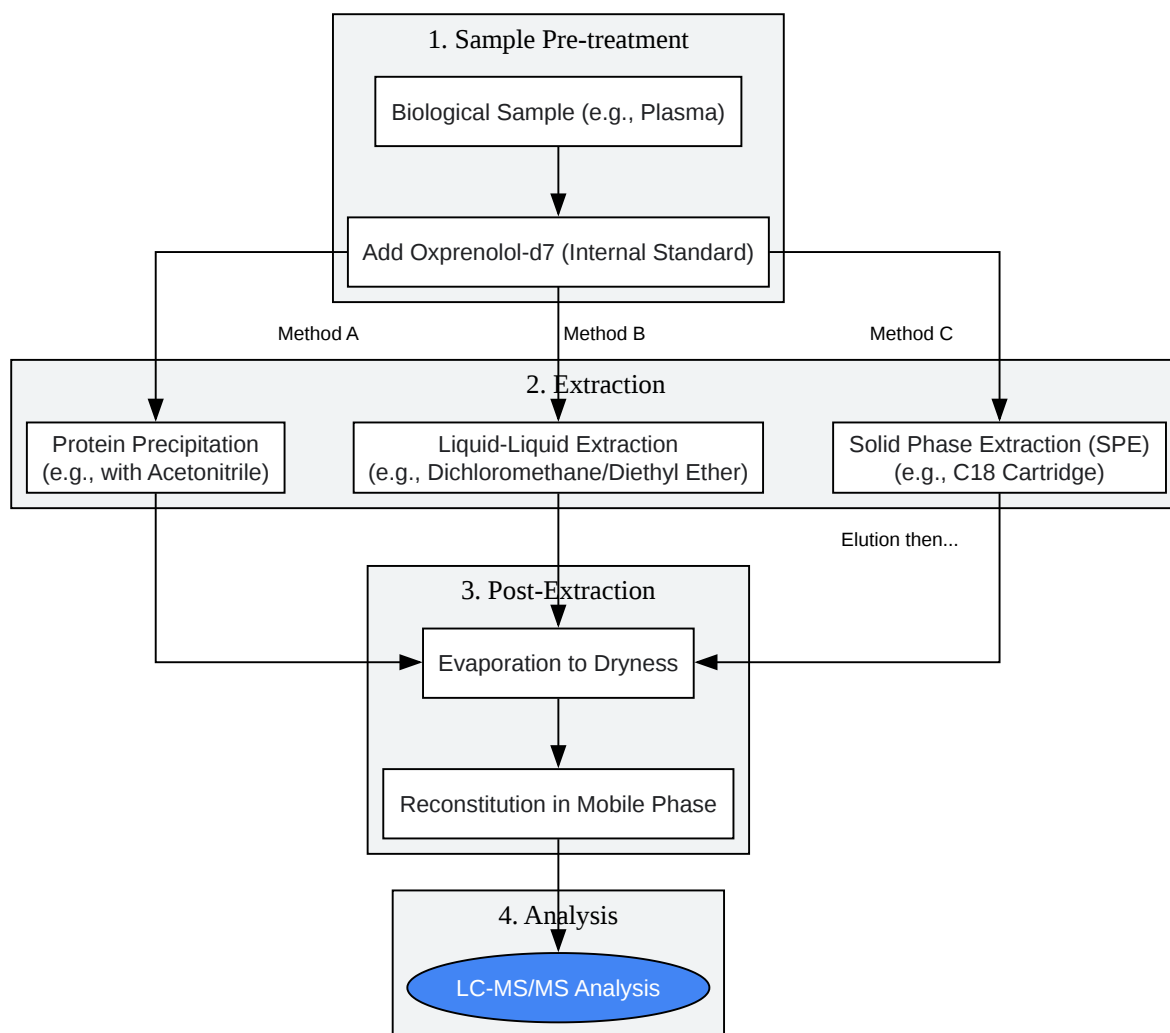 1. Sample Pre-treatment
Biological Sample (e.g., Plasma)
Add Oxprenolol-d7 (Internal Standard)
Method A
Method B
Method C
2. Extraction
Protein Precipitation
(e.g., with Acetonitrile)
Liquid-Liquid Extraction
(e.g., Dichloromethane/Diethyl Ether)
Solid Phase Extraction (SPE)
(e.g., C18 Cartridge)
Elution then...
3. Post-Extraction
Evaporation to Dryness
Reconstitution in Mobile Phase
4. Analysis
LC-MS/MS Analysis